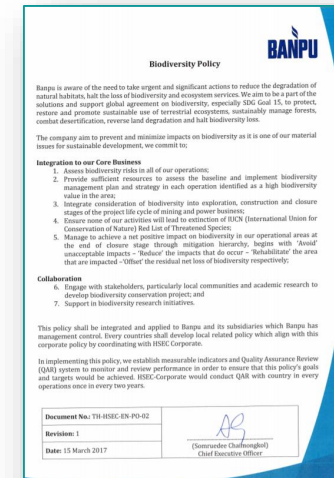 BANPU
Biodiversity Policy
Banpu is aware of the need to take urgent and significant actions to reduce the degradation of
natural habitats, halt the loss of biodiversity and ecosystem services. We aim to be a part of the
solutions and support global agreement on biodiversity, especially SDG Goal 15, to protect,
restore and promote sustainable use of terrestrial ecosystems, sustainably manage forests,
combat desertification, reverse land degradation and halt biodiversity loss.
The company aim to prevent and minimize impacts on biodiversity as it is one of our material
issues for sustainable development, we commit to;
Integration to our Core Business
1. Assess biodiversity risks in all of our operations;
2. Provide sufficient resources to assess the baseline and implement biodiversity
management plan and strategy in each operation identified as a high biodiversity
value in the area;
3. Integrate consideration of biodiversity into exploration, construction and closure
stages of the project life cycle of mining and power business;
4. Ensure none of our activities will lead to extinction of IUCN (International Union for
Conservation of Nature) Red List of Threatened Species;
5. Manage to achieve a net positive impact on biodiversity in our operational areas at
the end of closure stage through mitigation hierarchy, begins with 'Avoid'
unacceptable impacts – 'Reduce' the impacts that do occur – 'Rehabilitate' the area
that are impacted – 'Offset' the residual net loss of biodiversity respectively;
Collaboration
6. Engage with stakeholders, particularly local communities and academic research to
develop biodiversity conservation project; and
7. Support in biodiversity research initiatives.
This policy shall be integrated and applied to Banpu and its subsidiaries which Banpu has
management control. Every countries shall develop local related policy which align with this
corporate policy by coordinating with HSEC Corporate.
In implementing this policy, we establish measurable indicators and Quality Assurance Review
(QAR) system to monitor and review performance in order to ensure that this policy's goals
and targets would be achieved. HSEC-Corporate would conduct QAR with country in every
operations once in every two years.
Document No.: TH-HSEC-EN-PO-02
Revision: 1
Date: 15 March 2017
(Somruedee Chaimongkol)
Chief Executive Officer